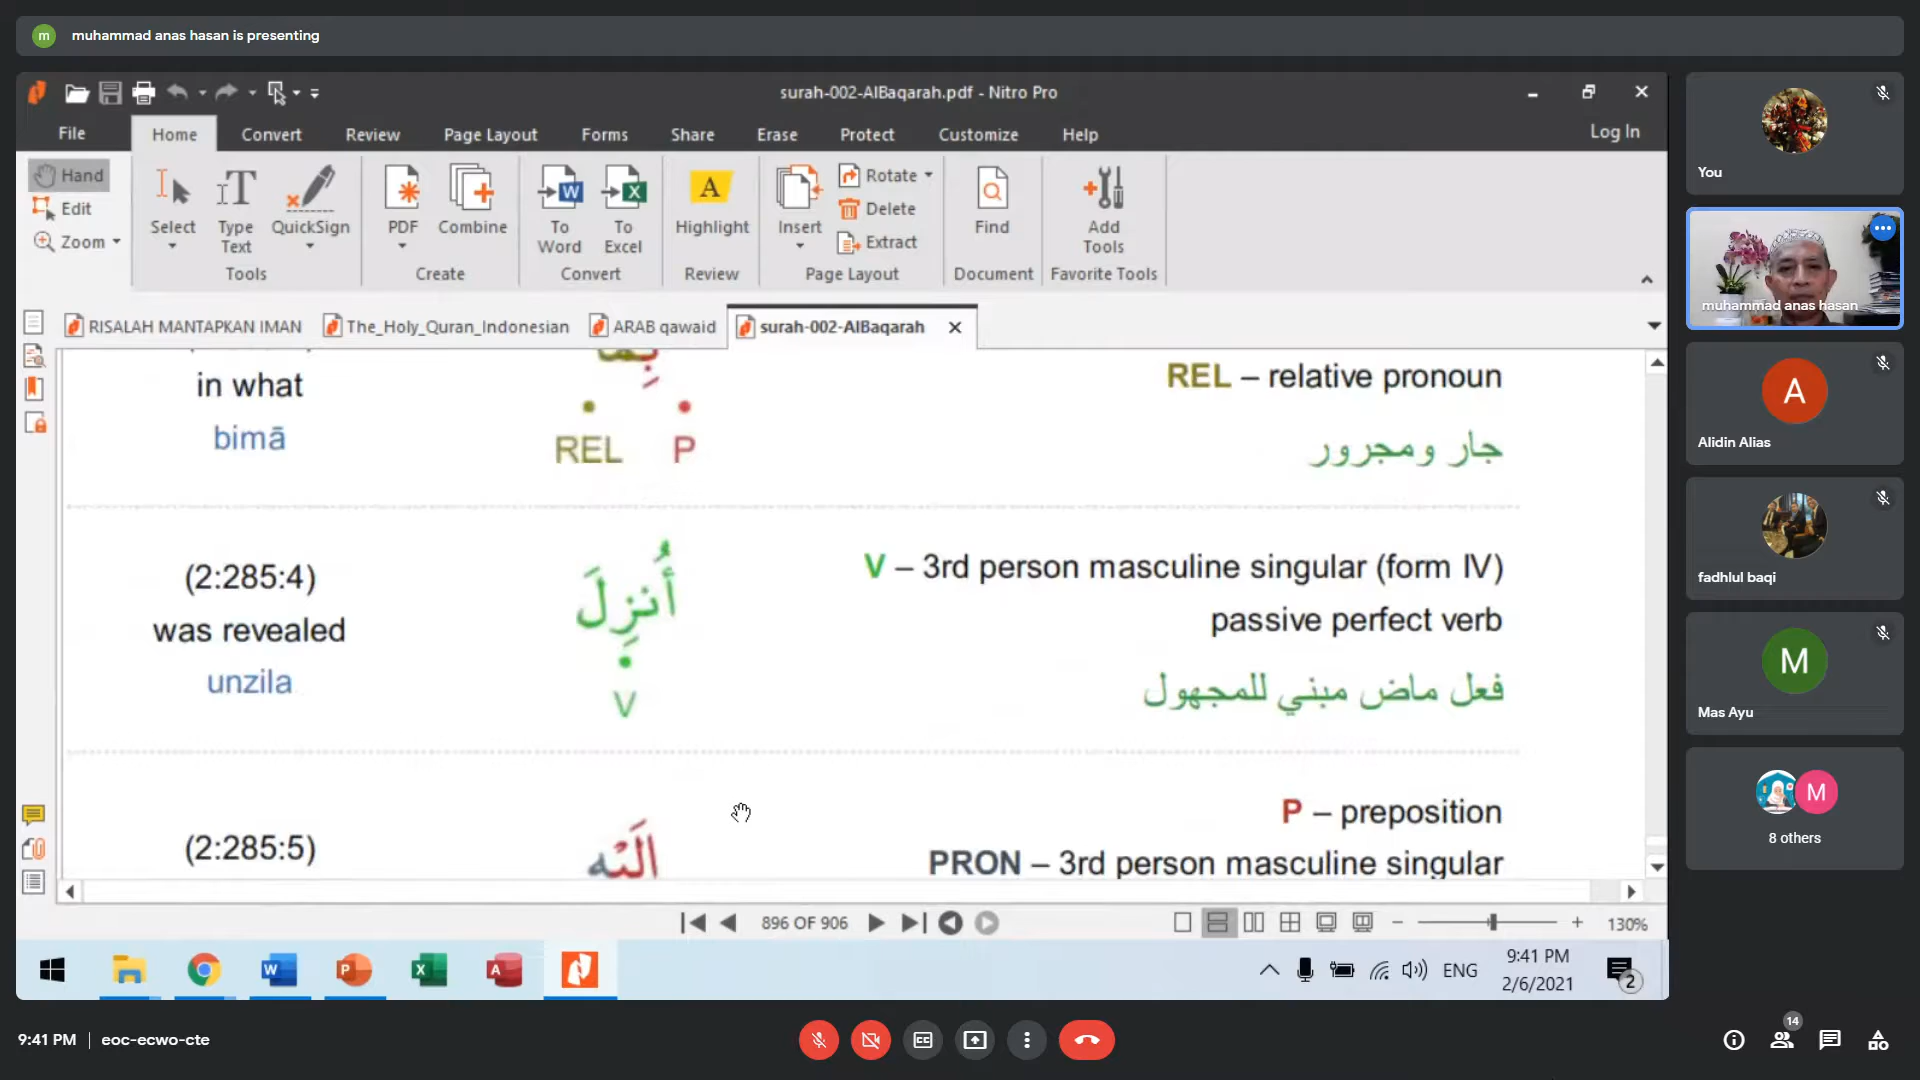 m muhammad anas hasan is presenting
surah-002-AlBaqarah.pdf - Nitro Pro
File Home Convert Review Page Layout Forms Share Erase Protect Customize Help Log In
Hand
Edit
Zoom
Select
Type Text
QuickSign
Tools
PDF
Combine
Create
To Word
To Excel
Convert
Highlight
Review
Insert
Rotate
Delete
Extract
Page Layout
Find
Document
Add Tools
Favorite Tools
RISALAH MANTAPKAN IMAN
The_Holy_Quran_Indonesian
ARAB qawaid
surah-002-AlBaqarah
in what
bimā
REL P
REL – relative pronoun
جار ومجرور
(2:285:4)
was revealed
unzila
أُنزِلَ
V
V – 3rd person masculine singular (form IV)
passive perfect verb
فعل ماض مبني للمجهول
(2:285:5)
P – preposition
PRON – 3rd person masculine singular
896 OF 906
130%
ENG
9:41 PM
2/6/2021
2
You
muhammad anas hasan
A
Alidin Alias
fadhlul baqi
M
Mas Ayu
M
8 others
9:41 PM | eoc-ecwo-cte
14